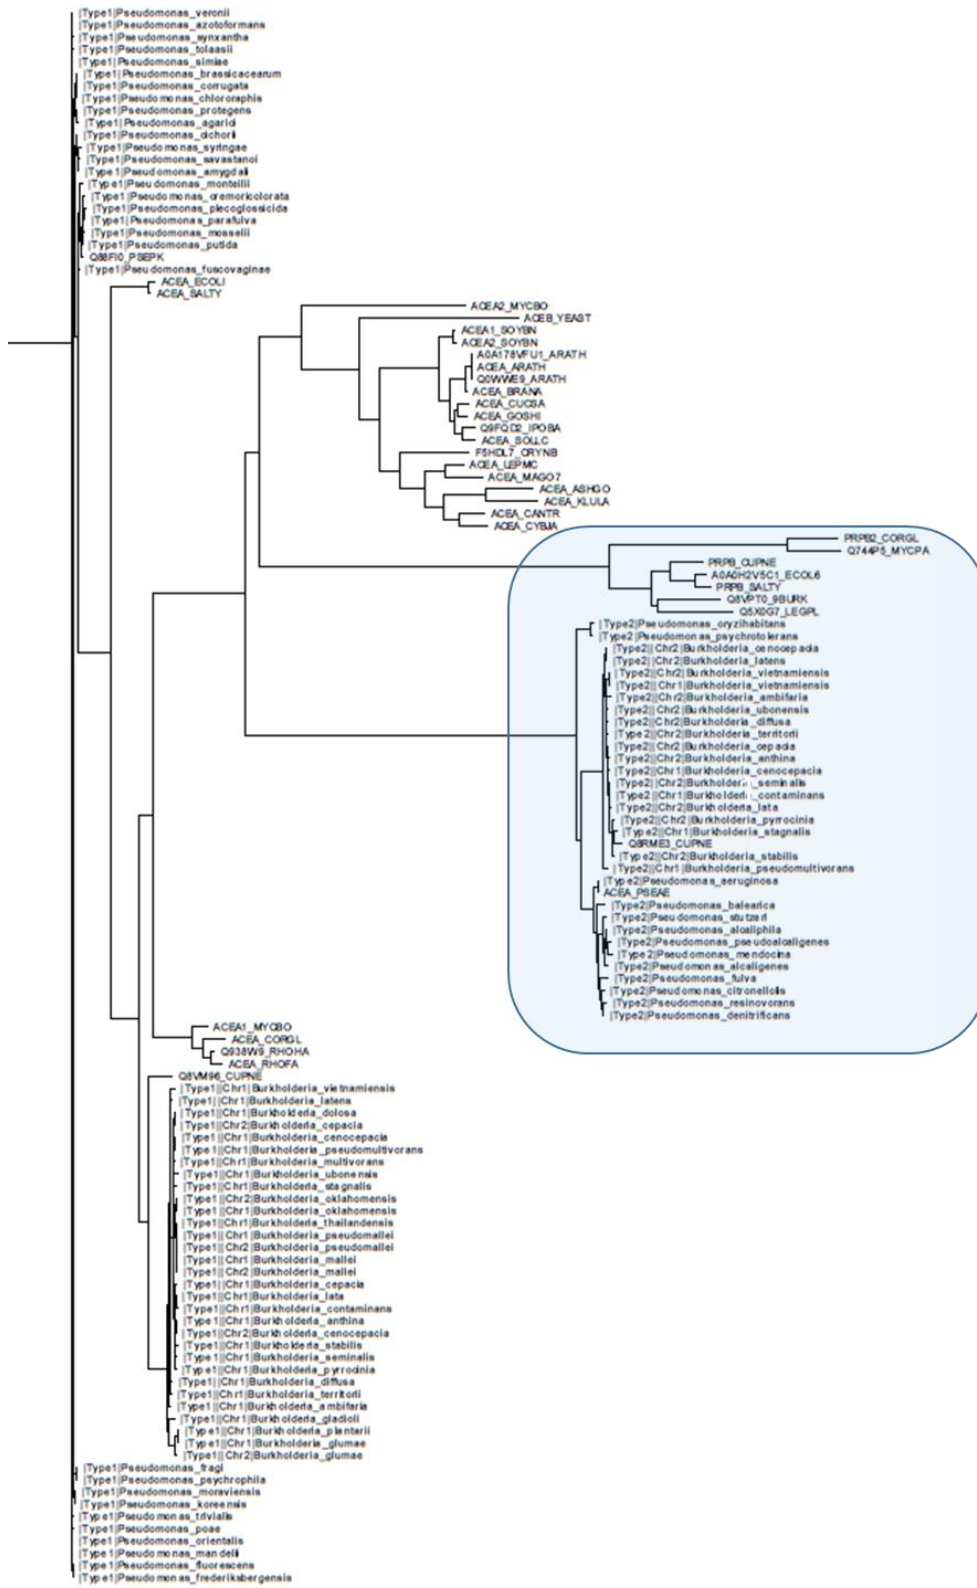 |Type1|Pseudomonas_veronii
|Type1|Pseudomonas_azotoformans
|Type1|Pseudomonas_synxantha
|Type1|Pseudomonas_tolaasii
|Type1|Pseudomonas_simiae
|Type1|Pseudomonas_brassicacearum
|Type1|Pseudomonas_corrugata
|Type1|Pseudomonas_chlororaphis
|Type1|Pseudomonas_protegens
|Type1|Pseudomonas_agarici
|Type1|Pseudomonas_cichorii
|Type1|Pseudomonas_syringae
|Type1|Pseudomonas_savastanoi
|Type1|Pseudomonas_amygdali
|Type1|Pseudomonas_monteilii
|Type1|Pseudomonas_cremoricolorata
|Type1|Pseudomonas_plecoglossicida
|Type1|Pseudomonas_parafulva
|Type1|Pseudomonas_mosselii
|Type1|Pseudomonas_putida
Q88FI0_PSEPK
|Type1|Pseudomonas_fuscovaginae
ACEA_ECOLI
ACEA_SALTY
ACEA2_MYCBO
ACEB_YEAST
ACEA1_SOYBN
ACEA2_SOYBN
A0A178VFU1_ARATH
ACEA_ARATH
Q0WWE9_ARATH
ACEA_BRANA
ACEA_CUCSA
ACEA_GOSHI
Q9FQD2_IPOBA
ACEA_SOLLC
F5HDL7_CRYNB
ACEA_LEPMC
ACEA_MAGO7
ACEA_ASHGO
ACEA_KLULA
ACEA_CANTR
ACEA_CYBJA
PRPB2_CORGL
Q744P5_MYCPA
PRPB_CUPNE
A0A0H2V5C1_ECOL6
PRPB_SALTY
Q8VPT0_9BURK
Q5X0G7_LEGPL
|Type2|Pseudomonas_oryzihabitans
|Type2|Pseudomonas_psychrotolerans
|Type2||Chr2|Burkholderia_cenocepacia
|Type2||Chr2|Burkholderia_latens
|Type2||Chr2|Burkholderia_vietnamiensis
|Type2||Chr1|Burkholderia_vietnamiensis
|Type2||Chr2|Burkholderia_ambifaria
|Type2||Chr2|Burkholderia_ubonensis
|Type2||Chr2|Burkholderia_diffusa
|Type2||Chr2|Burkholderia_territorii
|Type2||Chr2|Burkholderia_cepacia
|Type2||Chr2|Burkholderia_anthina
|Type2||Chr1|Burkholderia_cenocepacia
|Type2||Chr2|Burkholderia_seminalis
|Type2||Chr1|Burkholderia_contaminans
|Type2||Chr2|Burkholderia_lata
|Type2||Chr2|Burkholderia_pyrrocinia
|Type2||Chr1|Burkholderia_stagnalis
Q8RME3_CUPNE
|Type2||Chr2|Burkholderia_stabilis
|Type2||Chr1|Burkholderia_pseudomultivorans
|Type2|Pseudomonas_aeruginosa
ACEA_PSEAE
|Type2|Pseudomonas_balearica
|Type2|Pseudomonas_stutzeri
|Type2|Pseudomonas_alcaliphila
|Type2|Pseudomonas_pseudoalcaligenes
|Type2|Pseudomonas_mendocina
|Type2|Pseudomonas_alcaligenes
|Type2|Pseudomonas_fulva
|Type2|Pseudomonas_citronellolis
|Type2|Pseudomonas_resinovorans
|Type2|Pseudomonas_denitrificans
ACEA1_MYCBO
ACEA_CORGL
Q938W9_RHOHA
ACEA_RHOFA
Q8VM96_CUPNE
|Type1||Chr1|Burkholderia_vietnamiensis
|Type1||Chr1|Burkholderia_latens
|Type1||Chr1|Burkholderia_dolosa
|Type1||Chr2|Burkholderia_cepacia
|Type1||Chr1|Burkholderia_cenocepacia
|Type1||Chr1|Burkholderia_pseudomultivorans
|Type1||Chr1|Burkholderia_multivorans
|Type1||Chr1|Burkholderia_ubonensis
|Type1||Chr1|Burkholderia_stagnalis
|Type1||Chr2|Burkholderia_oklahomensis
|Type1||Chr1|Burkholderia_oklahomensis
|Type1||Chr1|Burkholderia_thailandensis
|Type1||Chr1|Burkholderia_pseudomallei
|Type1||Chr2|Burkholderia_pseudomallei
|Type1||Chr1|Burkholderia_mallei
|Type1||Chr2|Burkholderia_mallei
|Type1||Chr1|Burkholderia_cepacia
|Type1||Chr1|Burkholderia_lata
|Type1||Chr1|Burkholderia_contaminans
|Type1||Chr1|Burkholderia_anthina
|Type1||Chr2|Burkholderia_cenocepacia
|Type1||Chr1|Burkholderia_stabilis
|Type1||Chr1|Burkholderia_seminalis
|Type1||Chr1|Burkholderia_pyrrocinia
|Type1||Chr1|Burkholderia_diffusa
|Type1||Chr1|Burkholderia_territorii
|Type1||Chr1|Burkholderia_ambifaria
|Type1||Chr1|Burkholderia_gladioli
|Type1||Chr1|Burkholderia_plantarii
|Type1||Chr1|Burkholderia_glumae
|Type1||Chr2|Burkholderia_glumae
|Type1|Pseudomonas_fragi
|Type1|Pseudomonas_psychrophila
|Type1|Pseudomonas_moraviensis
|Type1|Pseudomonas_koreensis
|Type1|Pseudomonas_trivialis
|Type1|Pseudomonas_poae
|Type1|Pseudomonas_orientalis
|Type1|Pseudomonas_mandelii
|Type1|Pseudomonas_fluorescens
|Type1|Pseudomonas_frederiksbergensis